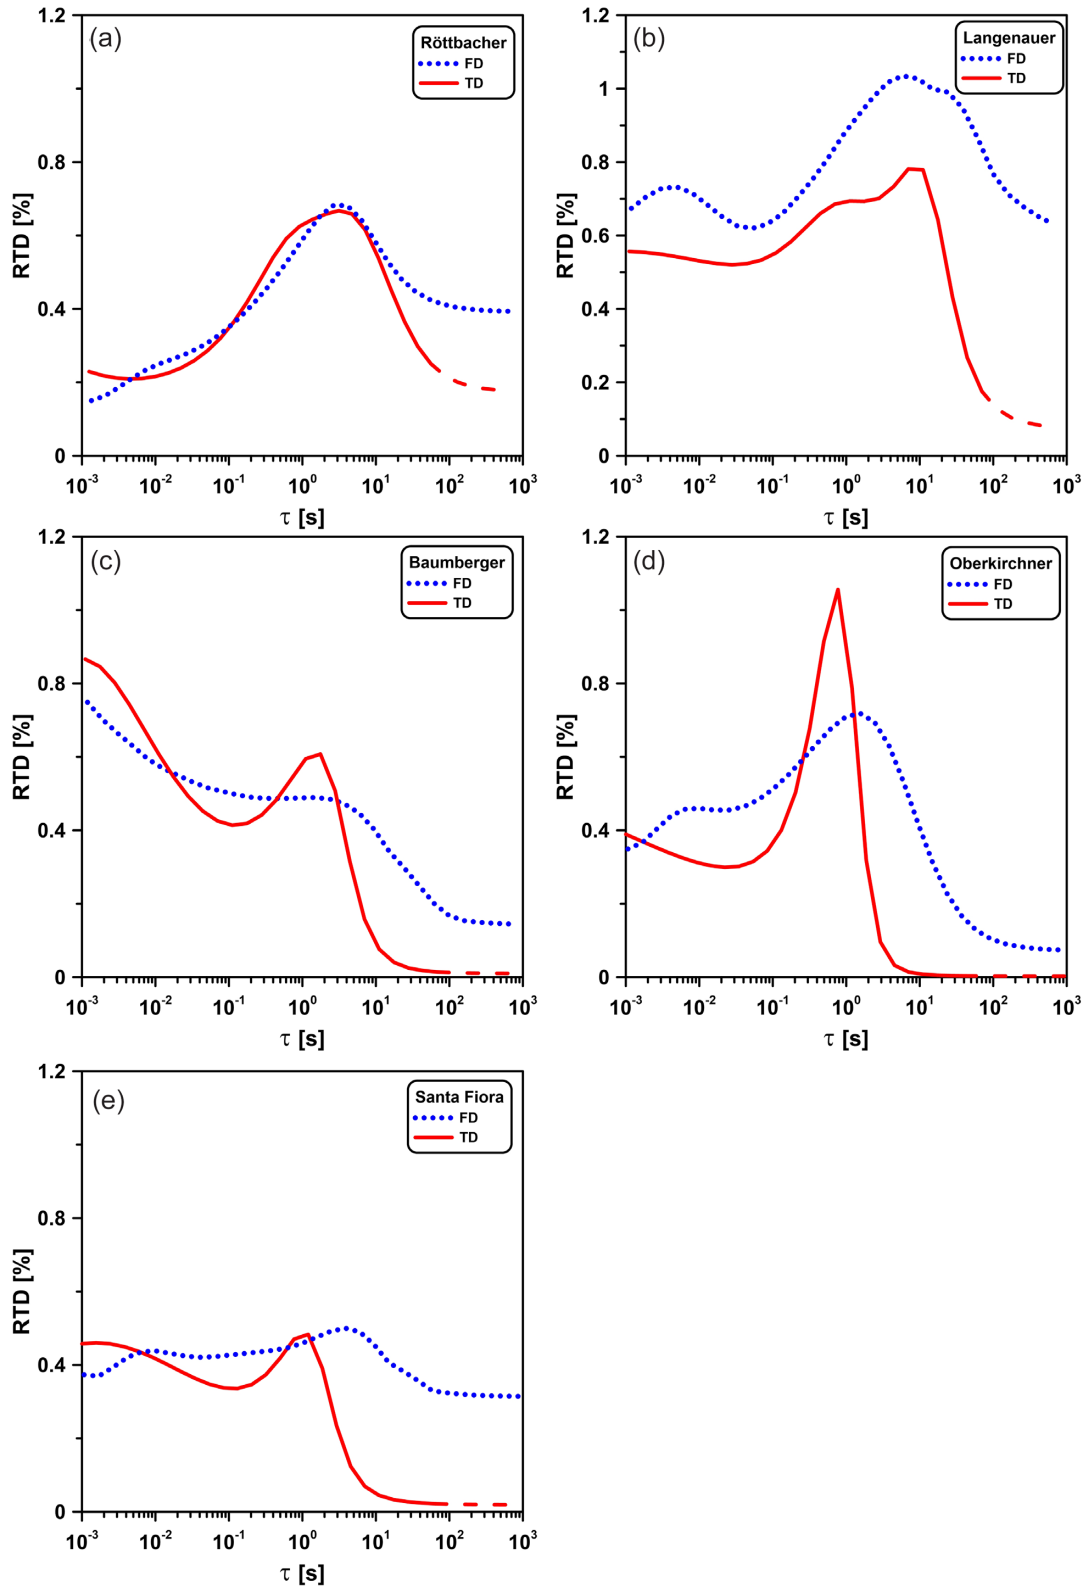 (a)
Röttbacher
FD
TD
1.2
0.8
0.4
0
RTD [%]
10-3 10-2 10-1 100 101 102 103
τ [s]
(b)
Langenauer
FD
TD
1.2
1
0.8
0.6
0.4
0.2
0
RTD [%]
10-3 10-2 10-1 100 101 102 103
τ [s]
(c)
Baumberger
FD
TD
1.2
0.8
0.4
0
RTD [%]
10-3 10-2 10-1 100 101 102 103
τ [s]
(d)
Oberkirchner
FD
TD
1.2
0.8
0.4
0
RTD [%]
10-3 10-2 10-1 100 101 102 103
τ [s]
(e)
Santa Fiora
FD
TD
1.2
0.8
0.4
0
RTD [%]
10-3 10-2 10-1 100 101 102 103
τ [s]